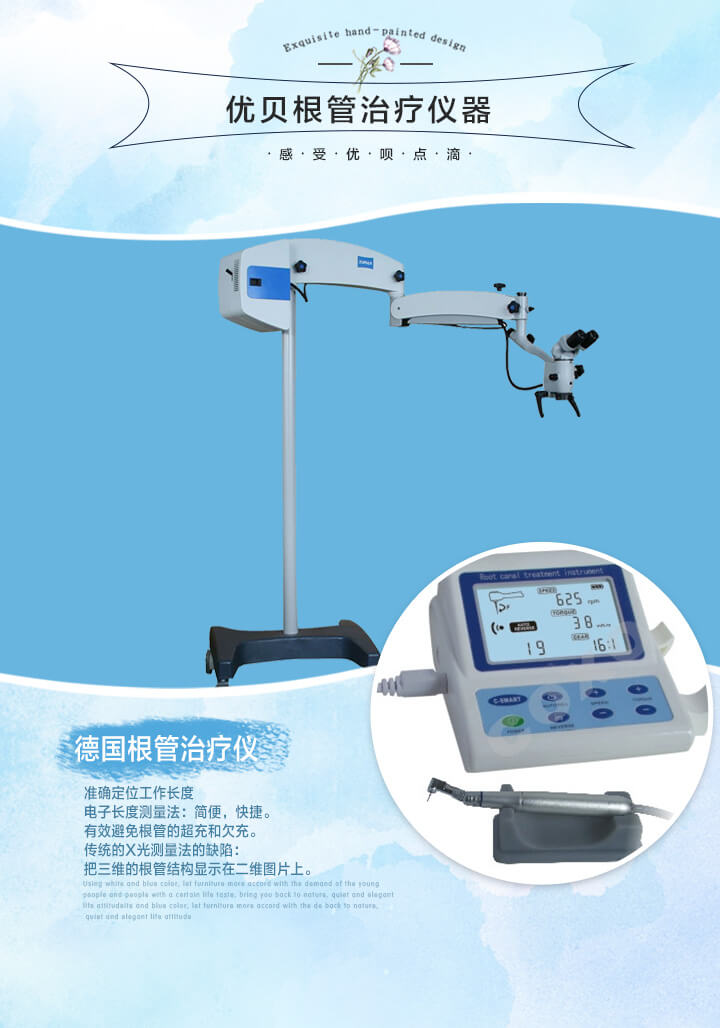 Exquisite hand-painted design
优贝根管治疗仪器
·感·受·优·呗·点·滴·
Root canal treatment instrument
SPEED
625 rpm
TORQUE
AUTO
REVERSE
38
GEAR
19
16:1
C-SMART
SPEED
TORQUE
POWER
REVERSE
德国根管治疗仪
准确定位工作长度
电子长度测量法：简便，快捷。
有效避免根管的超充和欠充。
传统的X光测量法的缺陷：
把三维的根管结构显示在二维图片上。
Using white and blue color, let furniture more accord with the demand of the young
people and people with a certain life taste, bring you back to nature, quiet and elegant
life attitudeite and blue color, let furniture more accord with the de back to nature,
quiet and elegant life attitude